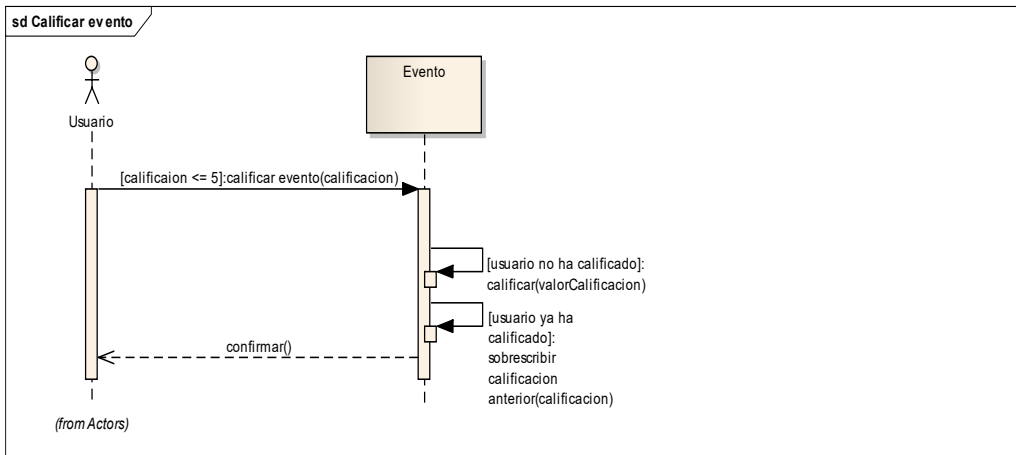 sd Calificar evento
Usuario
Evento
[calificaion <= 5]:calificar evento(calificacion)
[usuario no ha calificado]:
calificar(valorCalificacion)
[usuario ya ha
calificado]:
sobrescribir
calificacion
anterior(calificacion)
confirmar()
(from Actors)